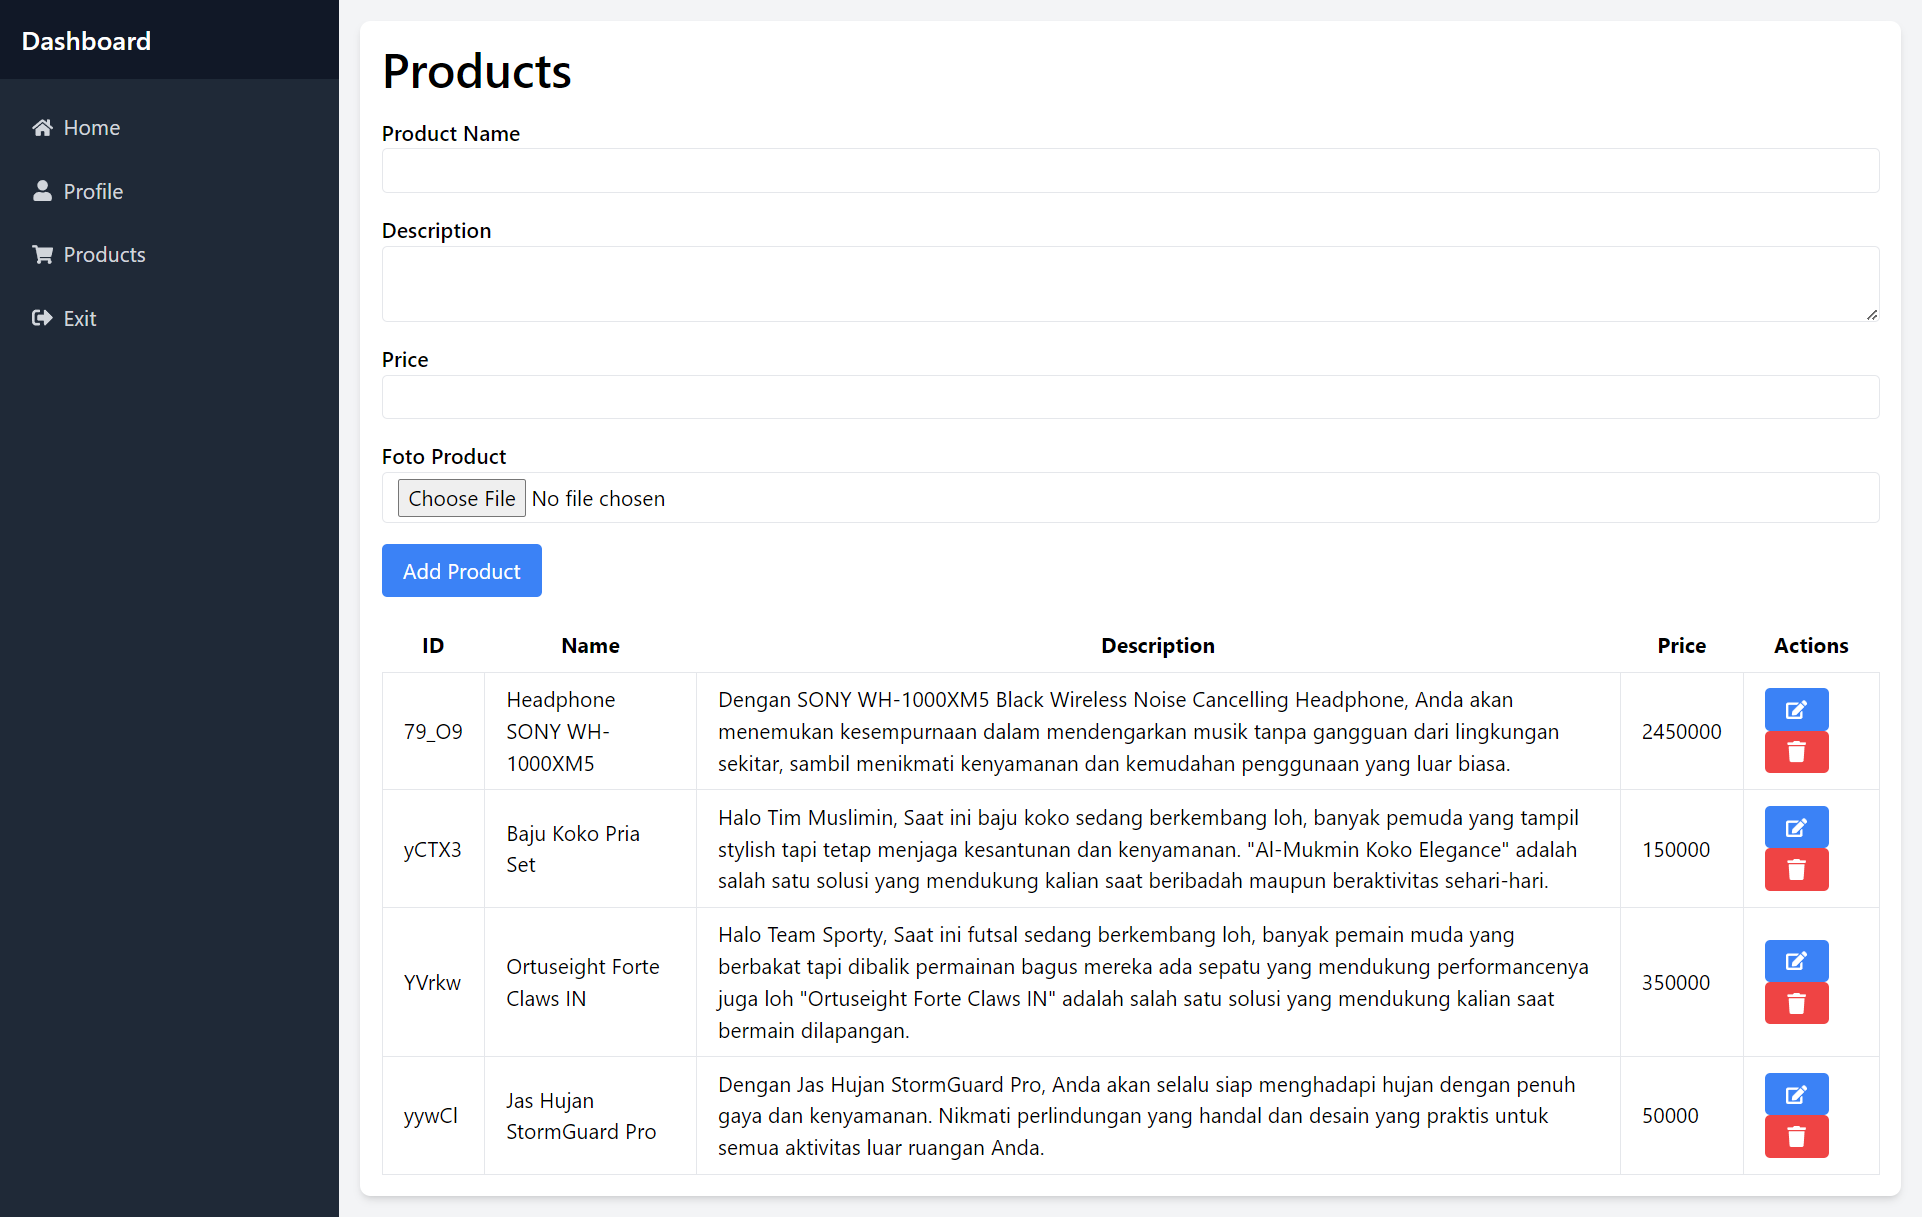 Dashboard
Home
Profile
Products
Exit
Products
Product Name
Description
Price
Foto Product
Choose File No file chosen
Add Product
ID Name Description Price Actions
79_O9
Headphone
SONY WH-
1000XM5
Dengan SONY WH-1000XM5 Black Wireless Noise Cancelling Headphone, Anda akan
menemukan kesempurnaan dalam mendengarkan musik tanpa gangguan dari lingkungan
sekitar, sambil menikmati kenyamanan dan kemudahan penggunaan yang luar biasa.
2450000
yCTX3
Baju Koko Pria
Set
Halo Tim Muslimin, Saat ini baju koko sedang berkembang loh, banyak pemuda yang tampil
stylish tapi tetap menjaga kesantunan dan kenyamanan. "Al-Mukmin Koko Elegance" adalah
salah satu solusi yang mendukung kalian saat beribadah maupun beraktivitas sehari-hari.
150000
YVrkw
Ortuseight Forte
Claws IN
Halo Team Sporty, Saat ini futsal sedang berkembang loh, banyak pemain muda yang
berbakat tapi dibalik permainan bagus mereka ada sepatu yang mendukung performancenya
juga loh "Ortuseight Forte Claws IN" adalah salah satu solusi yang mendukung kalian saat
bermain dilapangan.
350000
yywCl
Jas Hujan
StormGuard Pro
Dengan Jas Hujan StormGuard Pro, Anda akan selalu siap menghadapi hujan dengan penuh
gaya dan kenyamanan. Nikmati perlindungan yang handal dan desain yang praktis untuk
semua aktivitas luar ruangan Anda.
50000